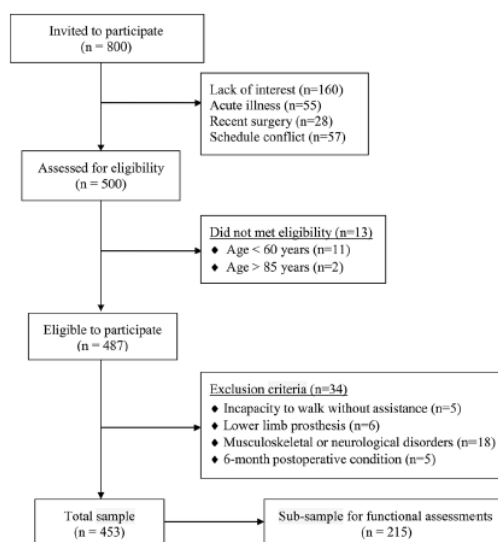 Invited to participate
(n = 800)
Lack of interest (n=160)
Acute illness (n=55)
Recent surgery (n=28)
Schedule conflict (n=57)
Assessed for eligibility
(n = 500)
Did not met eligibility (n=13)
♦ Age < 60 years (n=11)
♦ Age > 85 years (n=2)
Eligible to participate
(n = 487)
Exclusion criteria (n=34)
♦ Incapacity to walk without assistance (n=5)
♦ Lower limb prosthesis (n=6)
♦ Musculoskeletal or neurological disorders (n=18)
♦ 6-month postoperative condition (n=5)
Total sample
(n = 453)
Sub-sample for functional assessments
(n = 215)